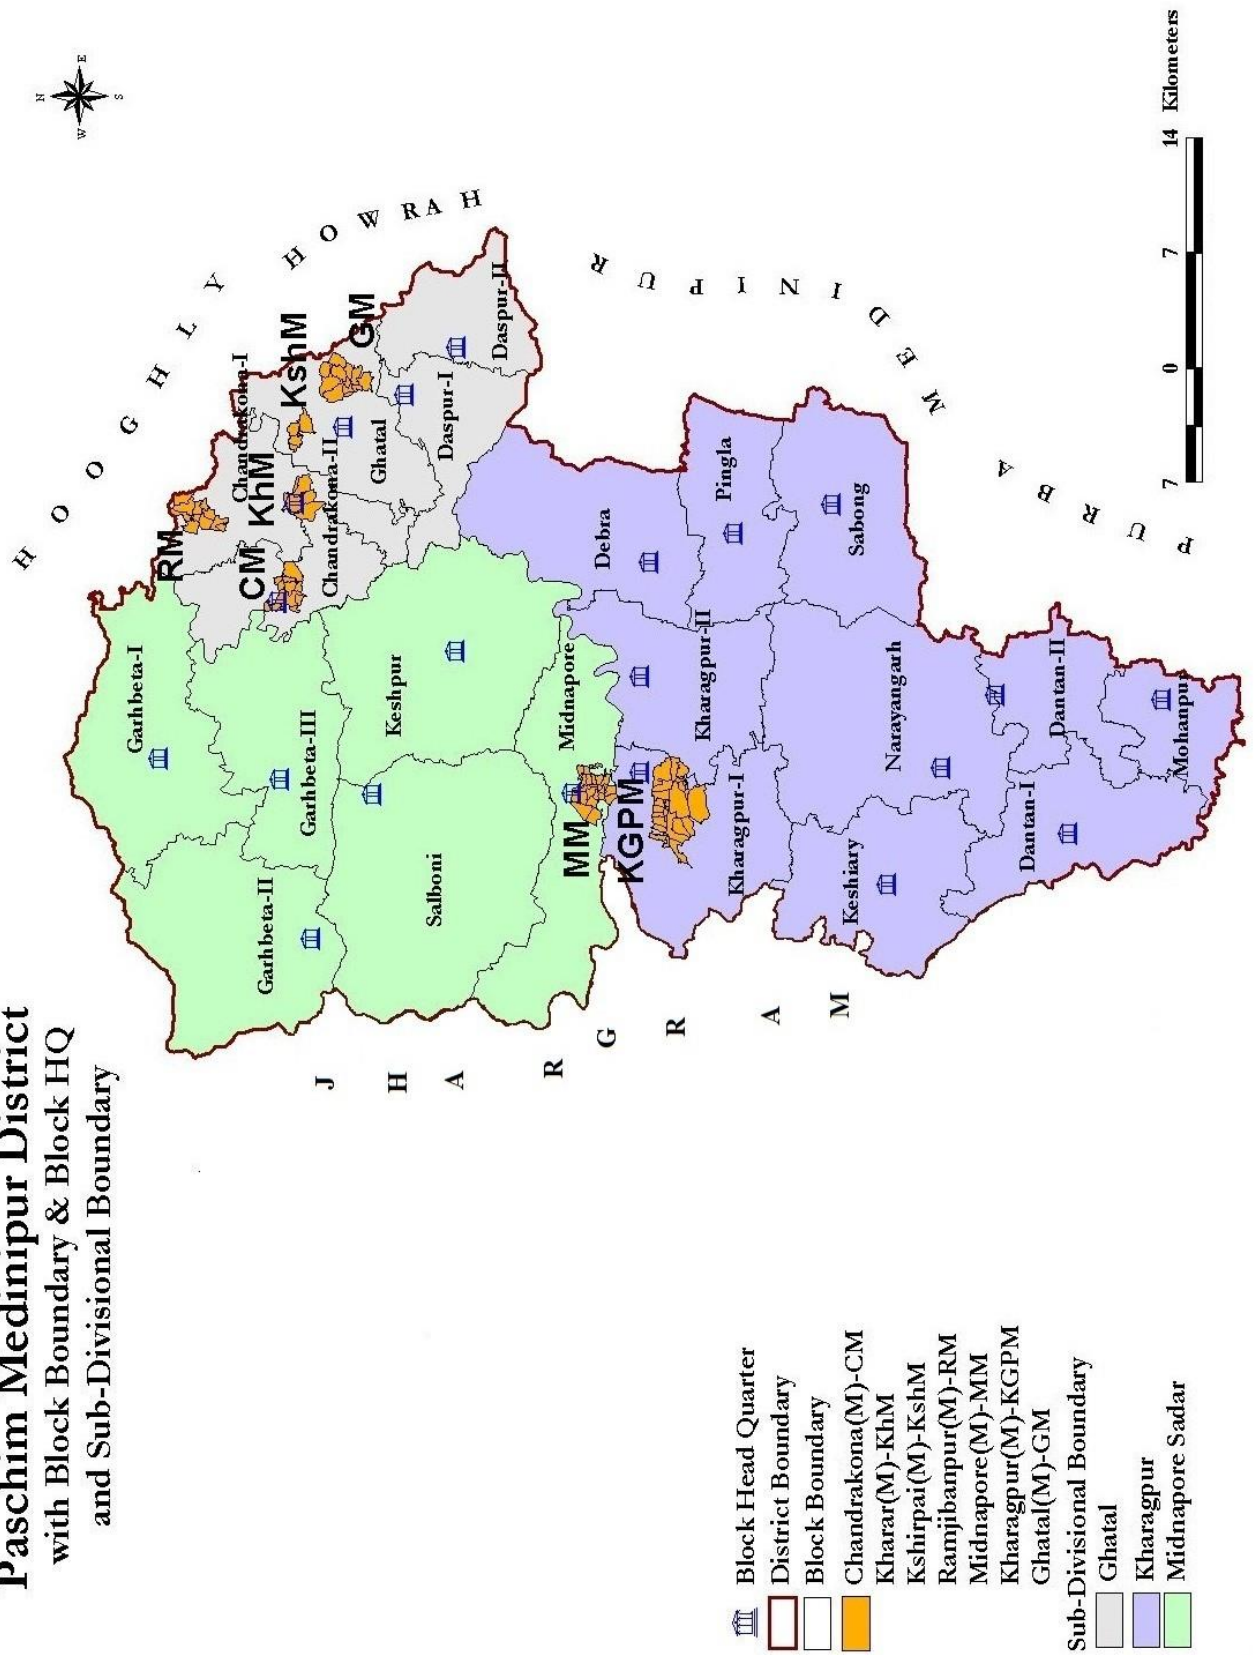 Paschim Medinipur District
with Block Boundary & Block HQ
and Sub-Divisional Boundary
N
W
E
S
HOOGHLY
HOWRAH
PURBA MEDINIPUR
JHARGRAM
RM
Chandrakona-I
KshM
KhM
GM
CM
Chandrakona-II
Ghatal
Daspur-I
Daspur-II
Garhbeta-I
Garhbeta-III
Garhbeta-II
Keshpur
Salboni
Midnapore
MM
KGPM
Debra
Pingla
Sabong
Kharagpur-II
Kharagpur-I
Narayangarh
Keshiary
Dantan-II
Dantan-I
Mohanpur
Block Head Quarter
District Boundary
Block Boundary
Chandrakona(M)-CM
Kharar(M)-KhM
Kshirpai(M)-KshM
Ramjibanpur(M)-RM
Midnapore(M)-MM
Kharagpur(M)-KGPM
Ghatal(M)-GM
Sub-Divisional Boundary
Ghatal
Kharagpur
Midnapore Sadar
7 0 7 14 Kilometers